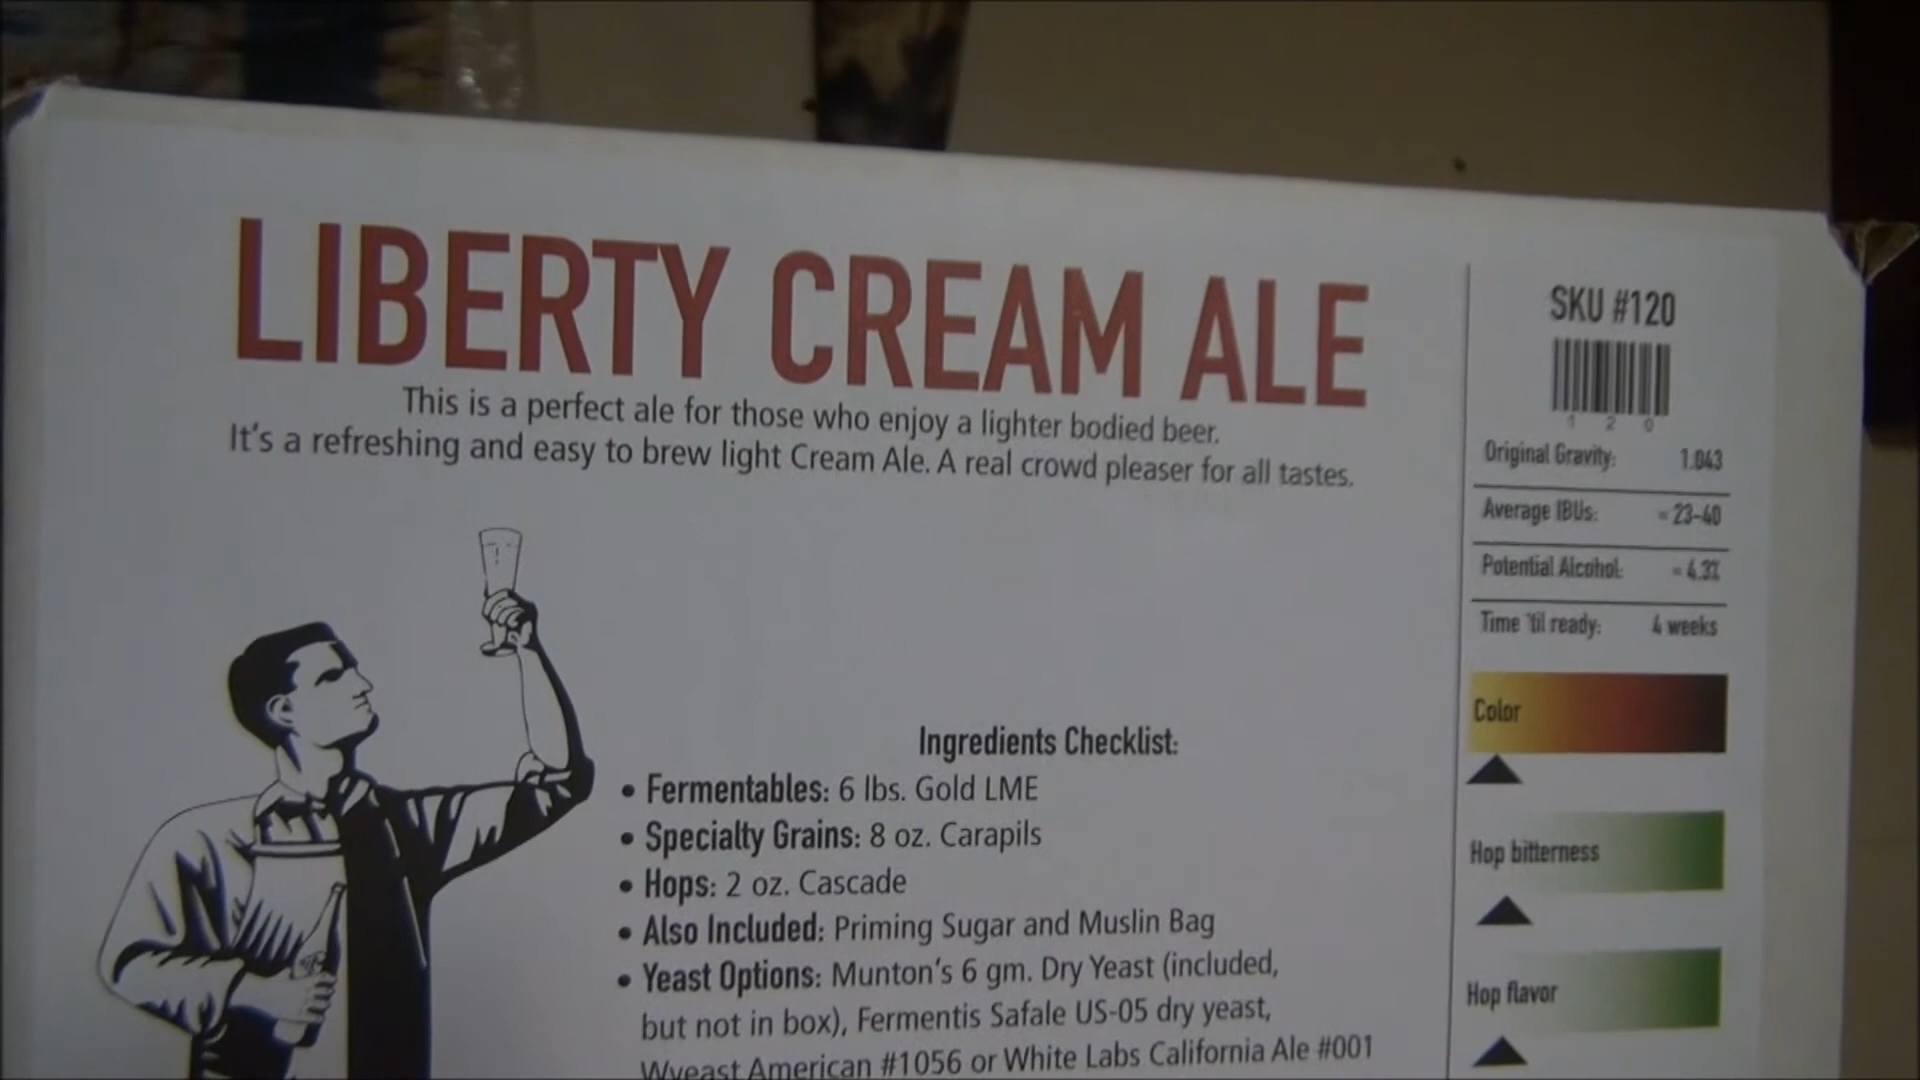 LIBERTY CREAM ALE
This is a perfect ale for those who enjoy a lighter bodied beer.
It's a refreshing and easy to brew light Cream Ale. A real crowd pleaser for all tastes.
Ingredients Checklist:
• Fermentables: 6 lbs. Gold LME
• Specialty Grains: 8 oz. Carapils
• Hops: 2 oz. Cascade
• Also Included: Priming Sugar and Muslin Bag
• Yeast Options: Munton's 6 gm. Dry Yeast (included,
but not in box), Fermentis Safale US-05 dry yeast,
Wyeast American #1056 or White Labs California Ale #001
SKU #120
1 2 0
Original Gravity: 1.043
Average IBUs: ≈ 23-40
Potential Alcohol: ≈ 4.3%
Time 'til ready: 4 weeks
Color
Hop bitterness
Hop flavor